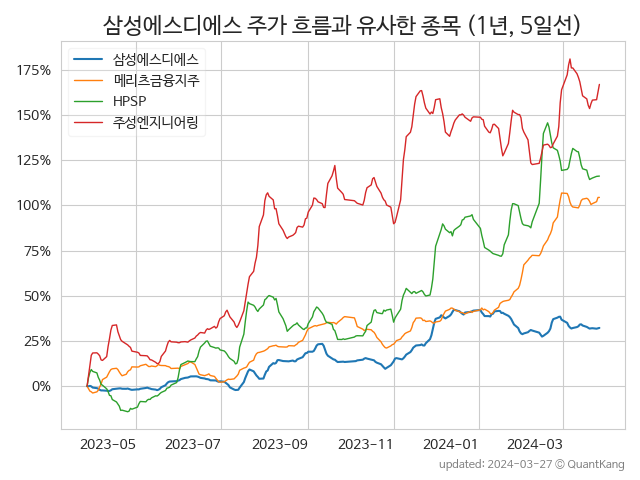 삼성에스디에스 주가 흐름과 유사한 종목 (1년, 5일선)
삼성에스디에스
메리츠금융지주
HPSP
주성엔지니어링
175%
150%
125%
100%
75%
50%
25%
0%
2023-05
2023-07
2023-09
2023-11
2024-01
2024-03
updated: 2024-03-27 © QuantKang